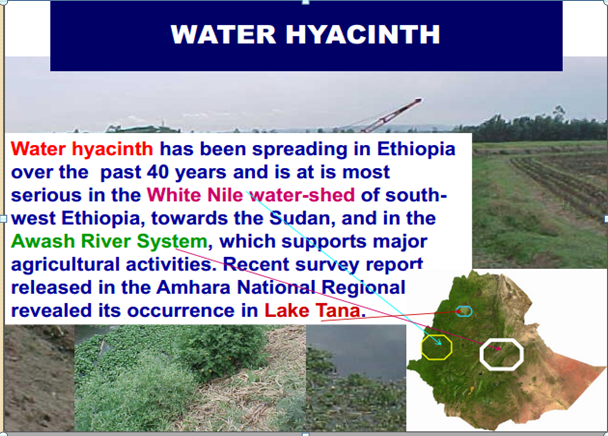 WATER HYACINTH
Water hyacinth has been spreading in Ethiopia
over the past 40 years and is at is most
serious in the White Nile water-shed of south-
west Ethiopia, towards the Sudan, and in the
Awash River System, which supports major
agricultural activities. Recent survey report
released in the Amhara National Regional
revealed its occurrence in Lake Tana.